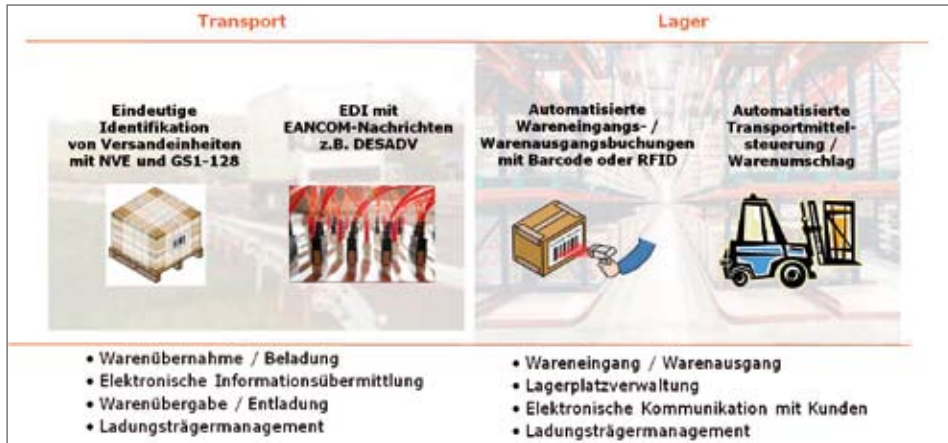 Transport
Lager
Eindeutige
Identifikation
von Versandeinheiten
mit NVE und GS1-128
EDI mit
EANCOM-Nachrichten
z.B. DESADV
Automatisierte
Wareneingangs- /
Warenausgangsbuchungen
mit Barcode oder RFID
Automatisierte
Transportmittel-
steuerung /
Warenumschlag
• Warenübernahme / Beladung
• Elektronische Informationsübermittlung
• Warenübergabe / Entladung
• Ladungsträgermanagement
• Wareneingang / Warenausgang
• Lagerplatzverwaltung
• Elektronische Kommunikation mit Kunden
• Ladungsträgermanagement